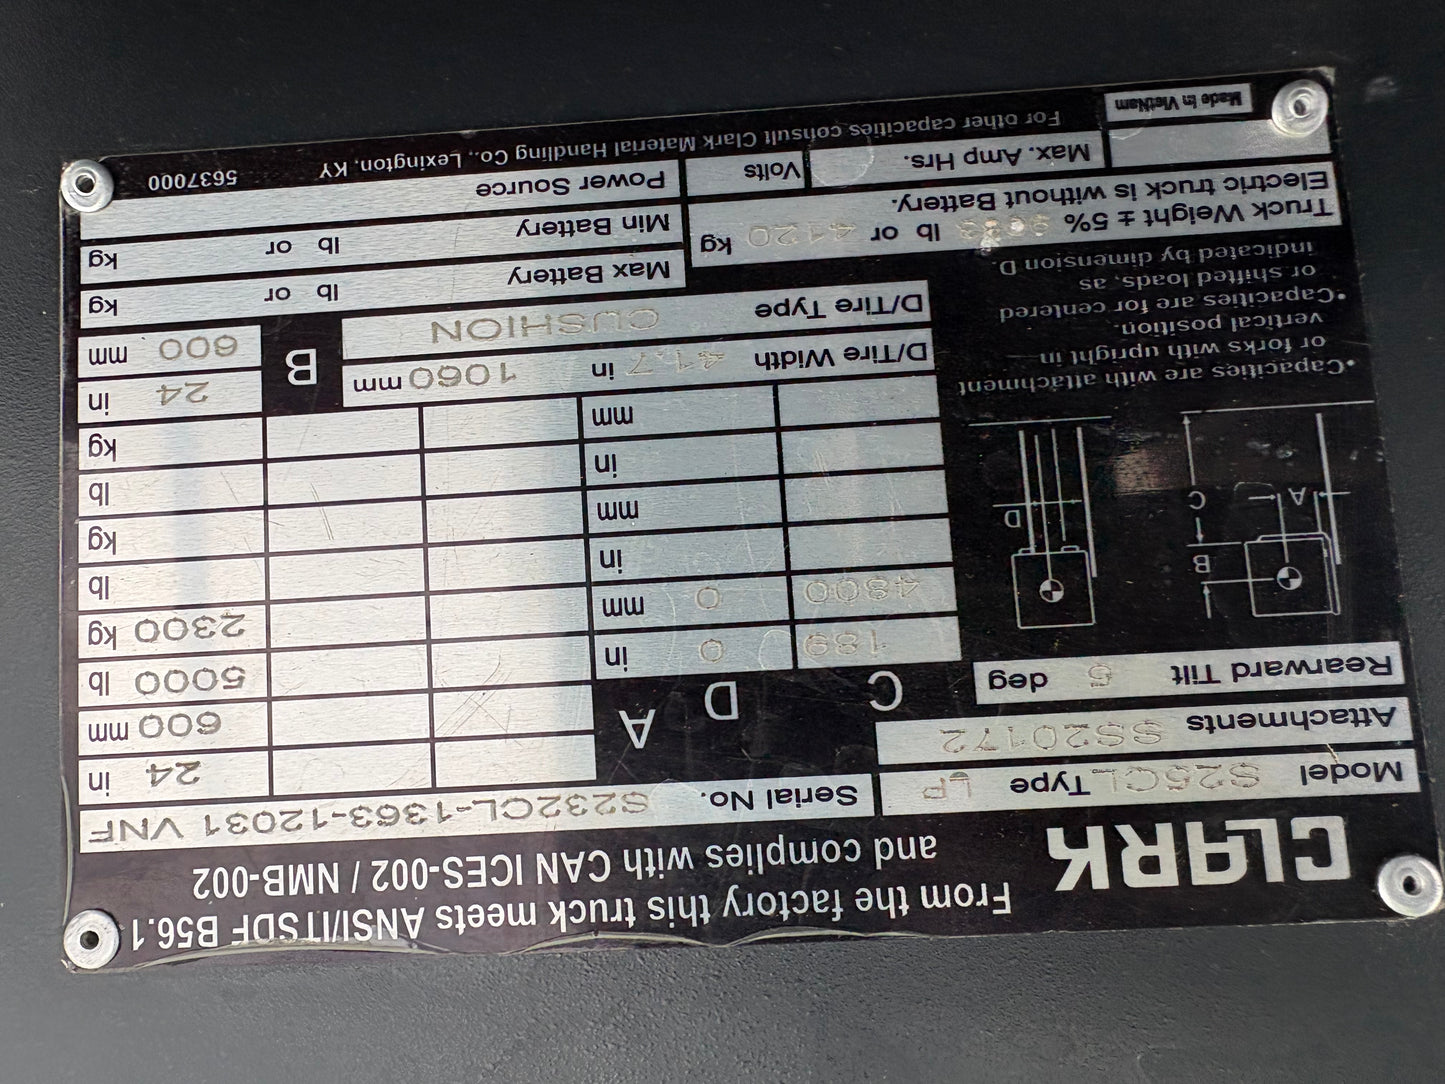 CLARK
From the factory this truck meets ANSI/ITSDF B56.1
and complies with CAN ICES-002 / NMB-002
Model S25CL Type LP
Serial No. S232CL-1363-12031 VNF
Attachments SS20172
Rearward Tilt 5 deg
C D A
24 in
600 mm
189 0 in 5000 lb
4800 0 mm 2300 kg
in lb
mm kg
in lb
mm kg
B C D A
•Capacities are with attachment
or forks with upright in
vertical position.
•Capacities are for centered
or shifted loads, as
indicated by dimension D.
D/Tire Width 41.7 in 1060 mm
D/Tire Type CUSHION
B
24 in
600 mm
Truck Weight ± 5% lb or 4120 kg
Electric truck is without Battery.
Max Battery lb or kg
Min Battery lb or kg
Max. Amp Hrs. Volts
Power Source
Made in VietNam
For other capacities consult Clark Material Handling Co., Lexington, KY 5637000